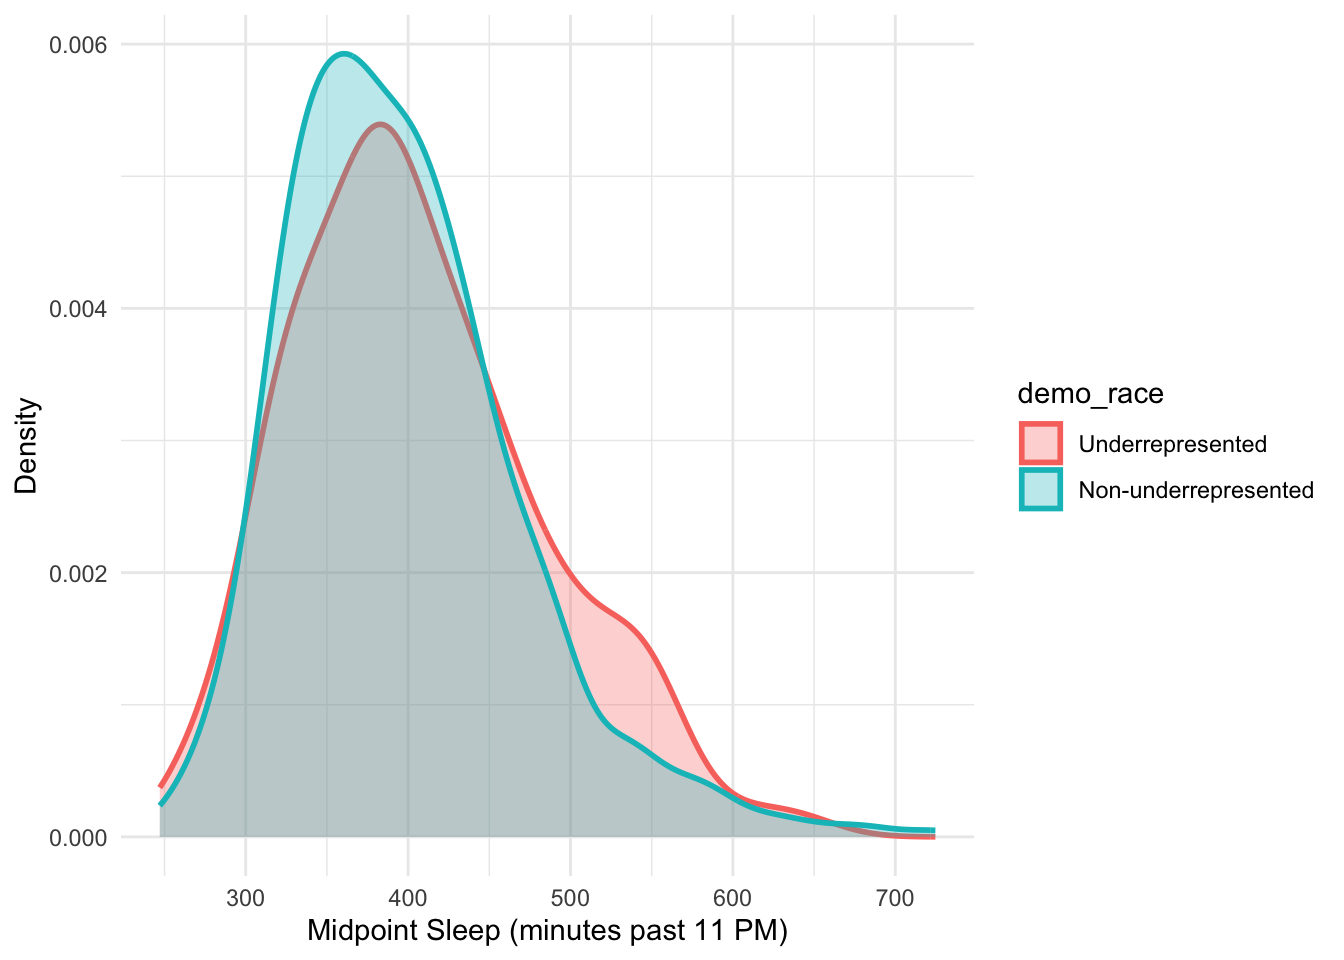 0.006
0.004
0.002
0.000
Density
300 400 500 600 700
Midpoint Sleep (minutes past 11 PM)
demo_race
Underrepresented
Non-underrepresented